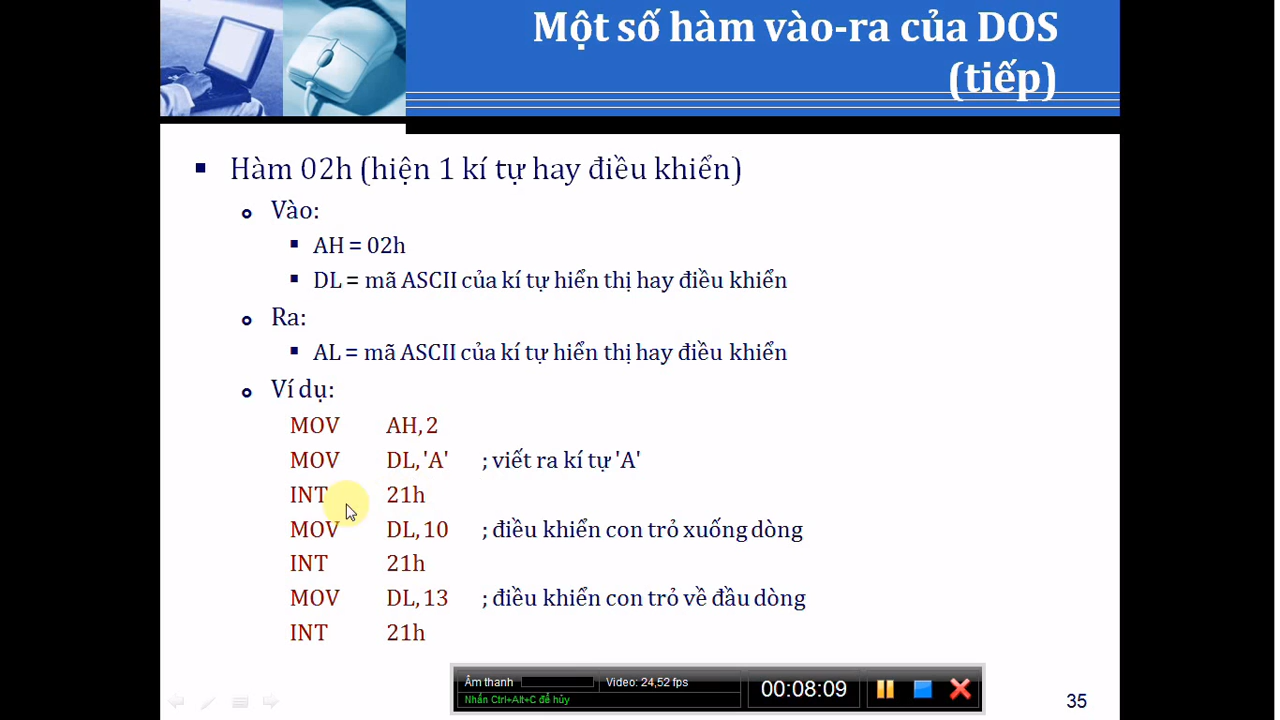 Một số hàm vào-ra của DOS
(tiếp)
Hàm 02h (hiện 1 kí tự hay điều khiển)
Vào:
AH = 02h
DL = mã ASCII của kí tự hiển thị hay điều khiển
Ra:
AL = mã ASCII của kí tự hiển thị hay điều khiển
Ví dụ:
MOV AH, 2
MOV DL, 'A' ; viết ra kí tự 'A'
INT 21h
MOV DL, 10 ; điều khiển con trỏ xuống dòng
INT 21h
MOV DL, 13 ; điều khiển con trỏ về đầu dòng
INT 21h
Âm thanh Video: 24,52 fps
Nhấn Ctrl+Alt+C để hủy
00:08:09
35